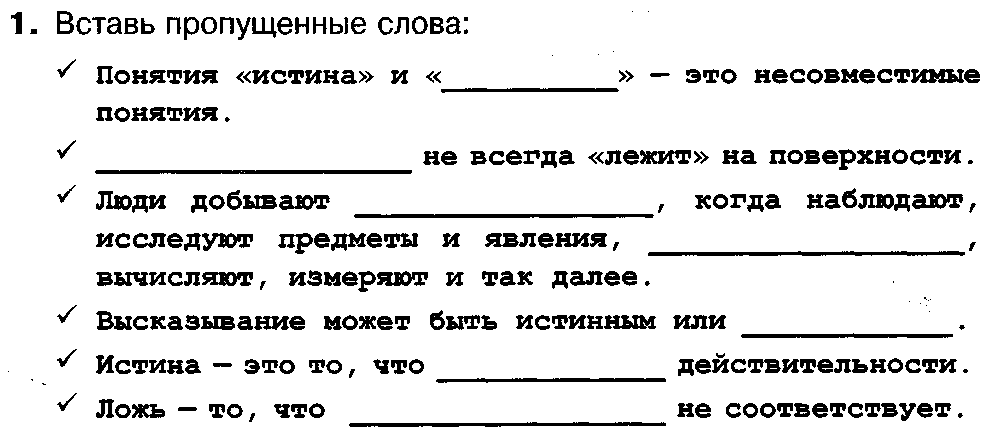 1. Вставь пропущенные слова:
✓ Понятия «истина» и «__________» — это несовместимые
понятия.
✓ __________________ не всегда «лежит» на поверхности.
✓ Люди добывают _________________, когда наблюдают,
исследуют предметы и явления, __________________,
вычисляют, измеряют и так далее.
✓ Высказывание может быть истинным или ____________.
✓ Истина — это то, что _____________ действительности.
✓ Ложь — то, что __________________ не соответствует.